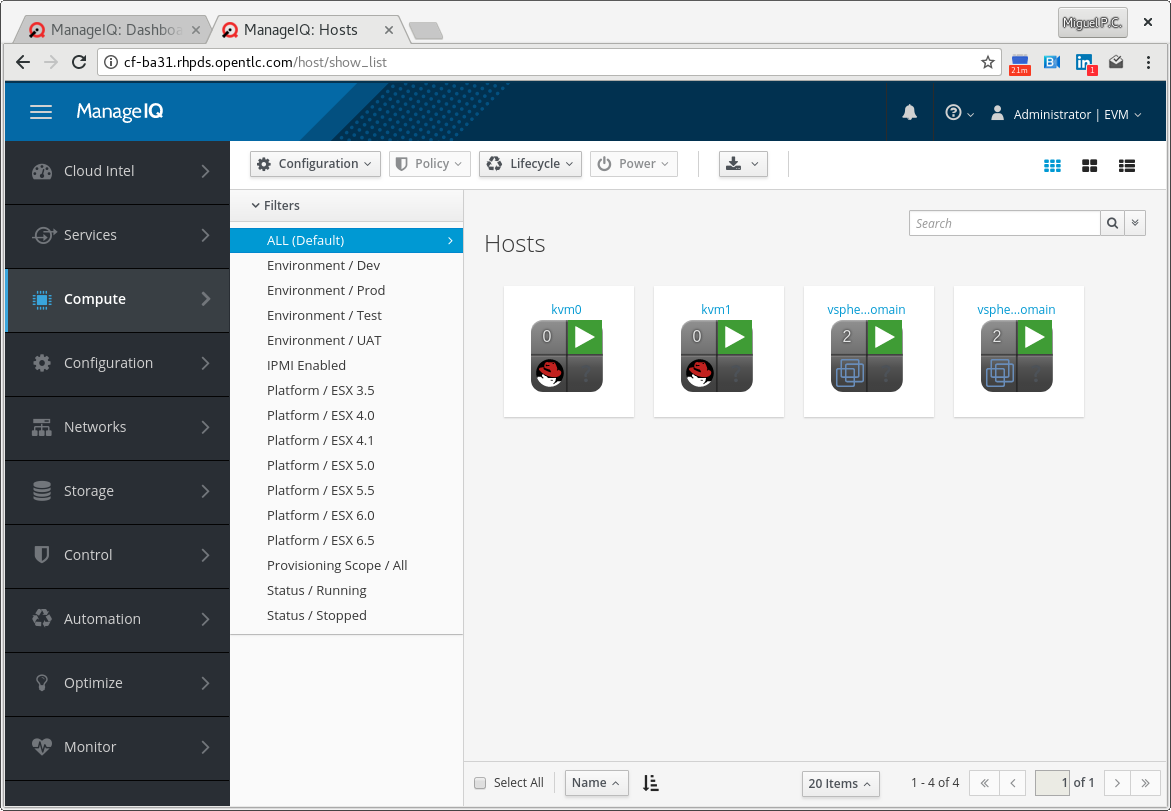 ManageIQ: Dashboa
ManageIQ: Hosts
Miguel P.C.
cf-ba31.rhpds.opentlc.com/host/show_list
21m
B
in
1
ManageIQ
?
Administrator | EVM
Cloud Intel
Services
Compute
Configuration
Networks
Storage
Control
Automation
Optimize
Monitor
Configuration
Policy
Lifecycle
Power
Filters
ALL (Default)
Environment / Dev
Environment / Prod
Environment / Test
Environment / UAT
IPMI Enabled
Platform / ESX 3.5
Platform / ESX 4.0
Platform / ESX 4.1
Platform / ESX 5.0
Platform / ESX 5.5
Platform / ESX 6.0
Platform / ESX 6.5
Provisioning Scope / All
Status / Running
Status / Stopped
Search
Hosts
kvm0
kvm1
vsphe...omain
vsphe...omain
0
0
2
2
?
?
?
?
Select All
Name
20 Items
1 - 4 of 4
1 of 1